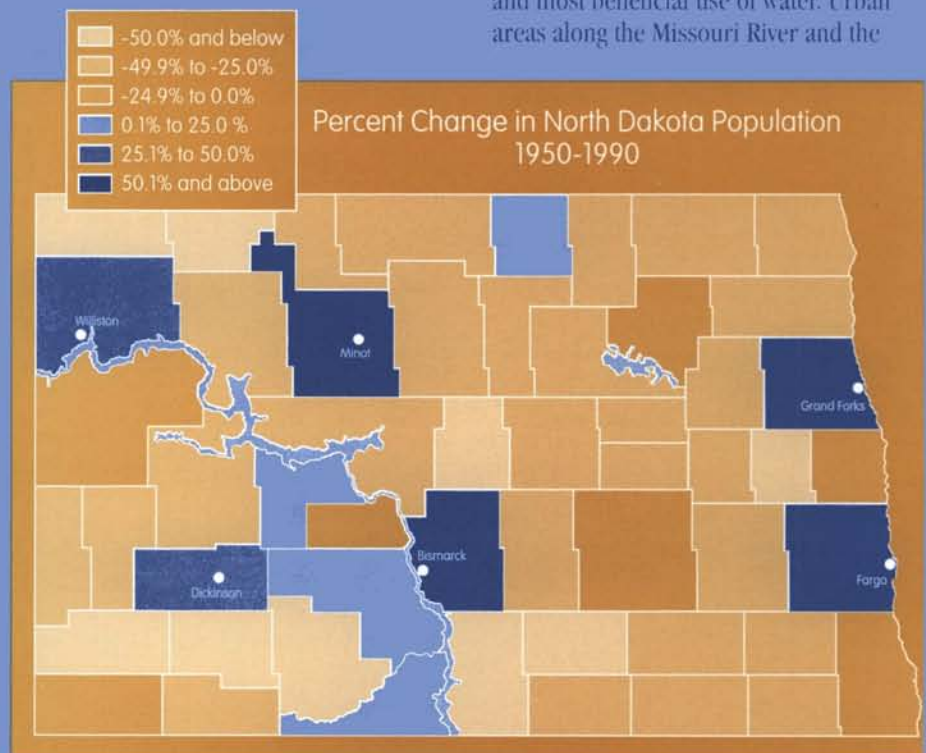 and most beneficial use of water. Urban
areas along the Missouri River and the
-50.0% and below
-49.9% to -25.0%
-24.9% to 0.0%
0.1% to 25.0 %
25.1% to 50.0%
50.1% and above
Percent Change in North Dakota Population
1950-1990
Williston
Minot
Grand Forks
Bismarck
Dickinson
Fargo